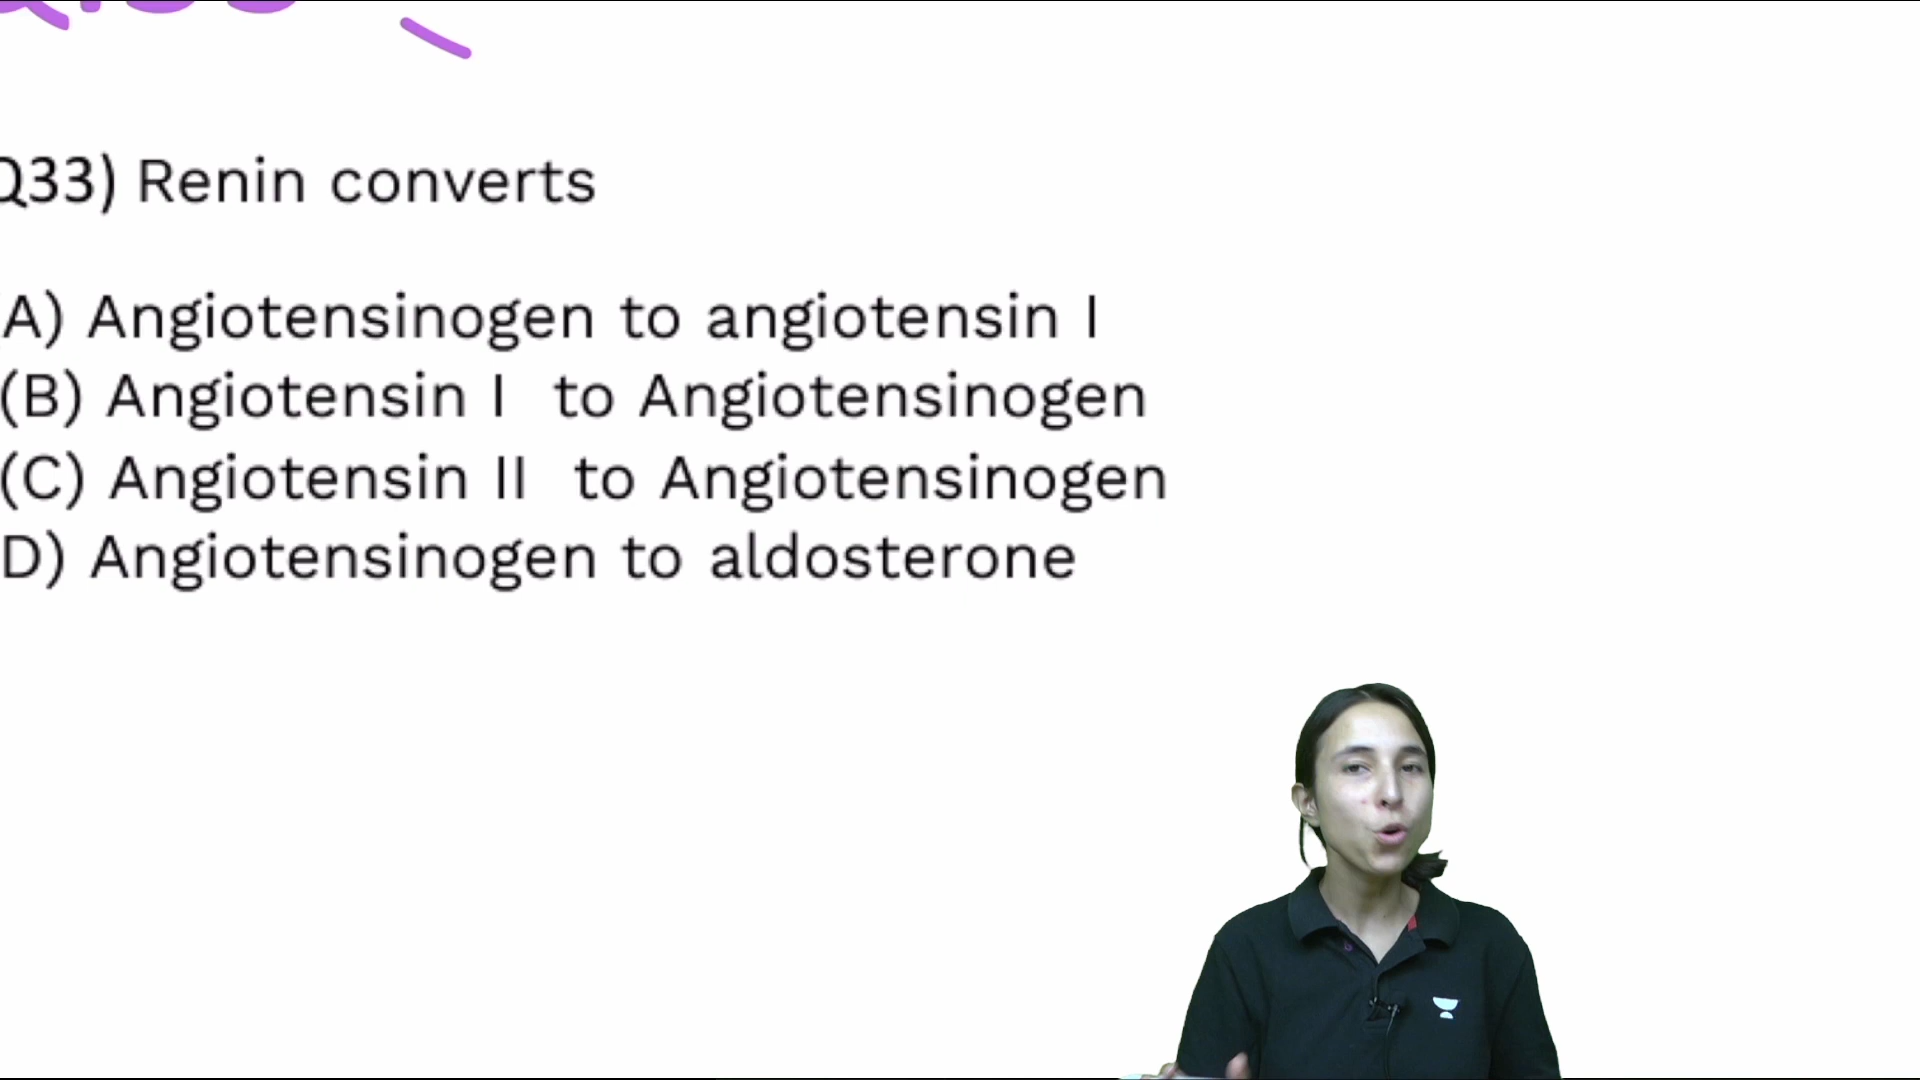 Q33) Renin converts
A) Angiotensinogen to angiotensin I
(B) Angiotensin I to Angiotensinogen
(C) Angiotensin II to Angiotensinogen
D) Angiotensinogen to aldosterone